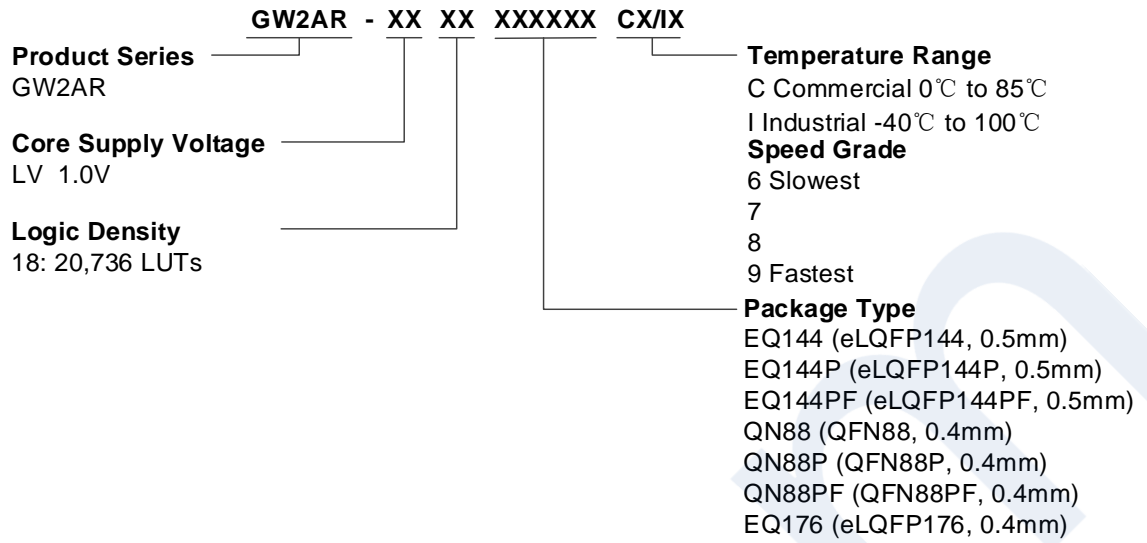 GW2AR - XX XX XXXXXX CX/IX
Product Series
GW2AR
Core Supply Voltage
LV 1.0V
Logic Density
18: 20,736 LUTs
Temperature Range
C Commercial 0℃ to 85℃
I Industrial -40℃ to 100℃
Speed Grade
6 Slowest
7
8
9 Fastest
Package Type
EQ144 (eLQFP144, 0.5mm)
EQ144P (eLQFP144P, 0.5mm)
EQ144PF (eLQFP144PF, 0.5mm)
QN88 (QFN88, 0.4mm)
QN88P (QFN88P, 0.4mm)
QN88PF (QFN88PF, 0.4mm)
EQ176 (eLQFP176, 0.4mm)